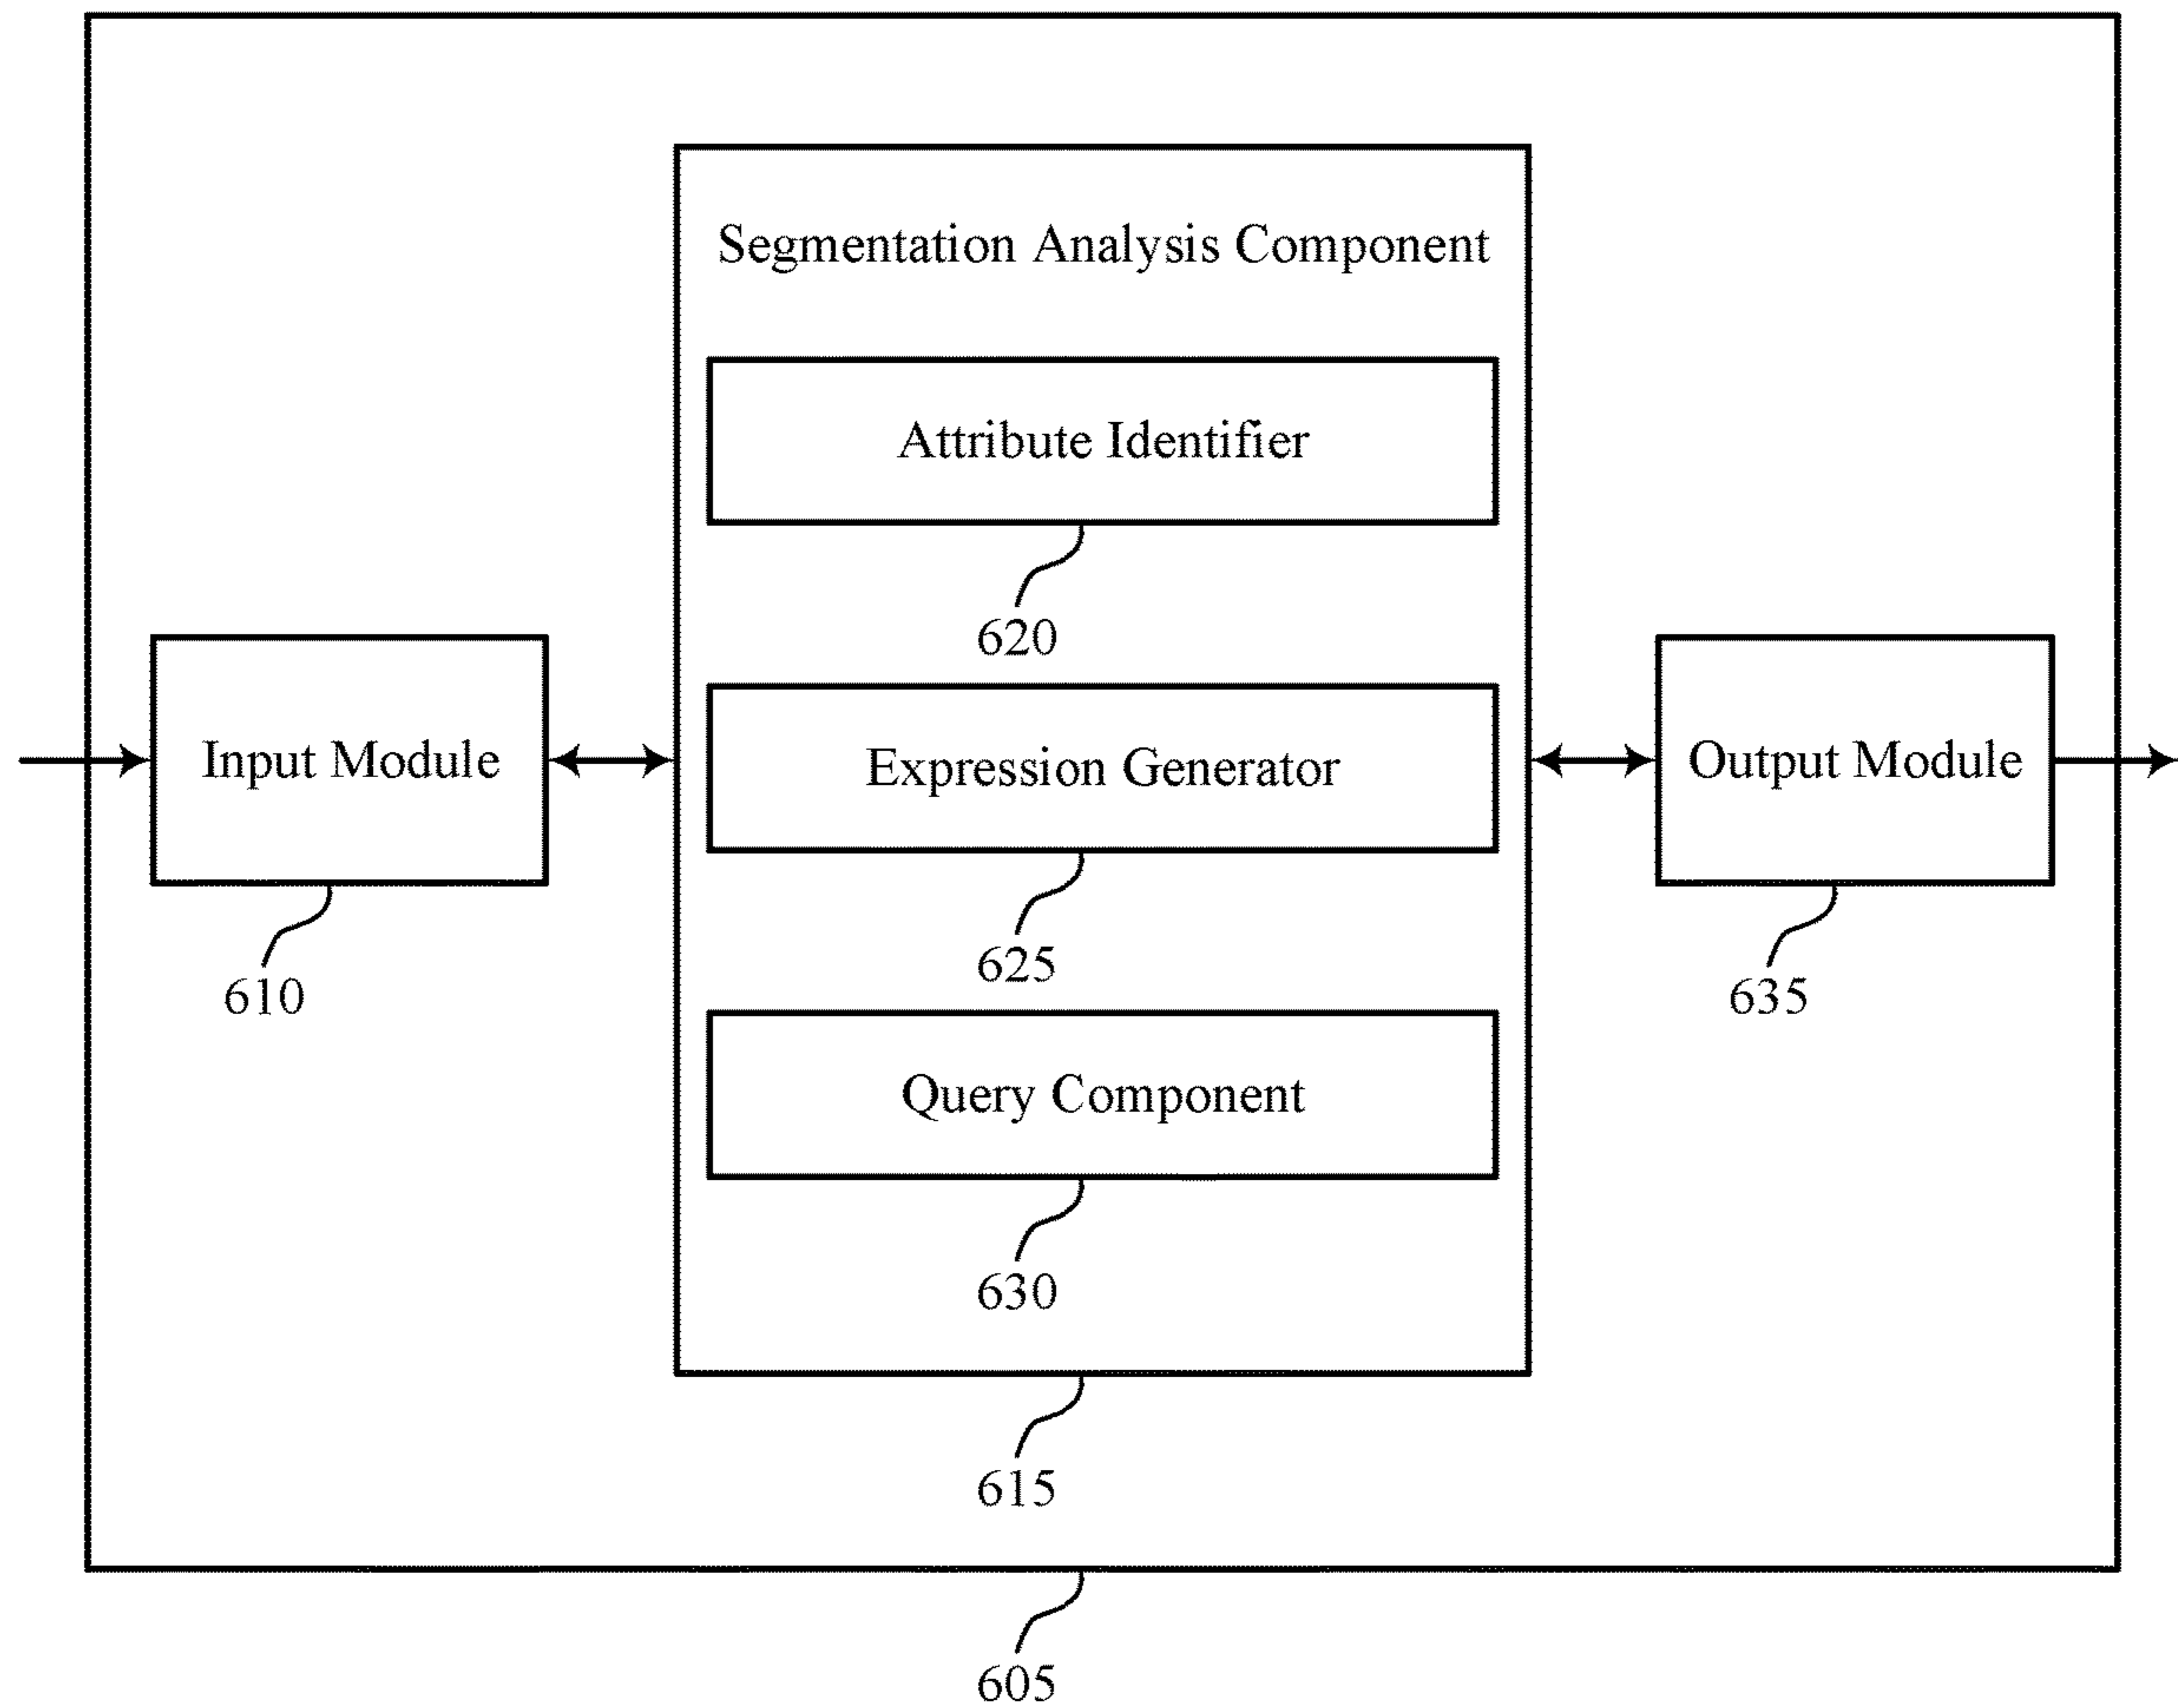 Segmentation Analysis Component
Attribute Identifier
620
Input Module
Expression Generator
Output Module
610
625
635
Query Component
630
615
605